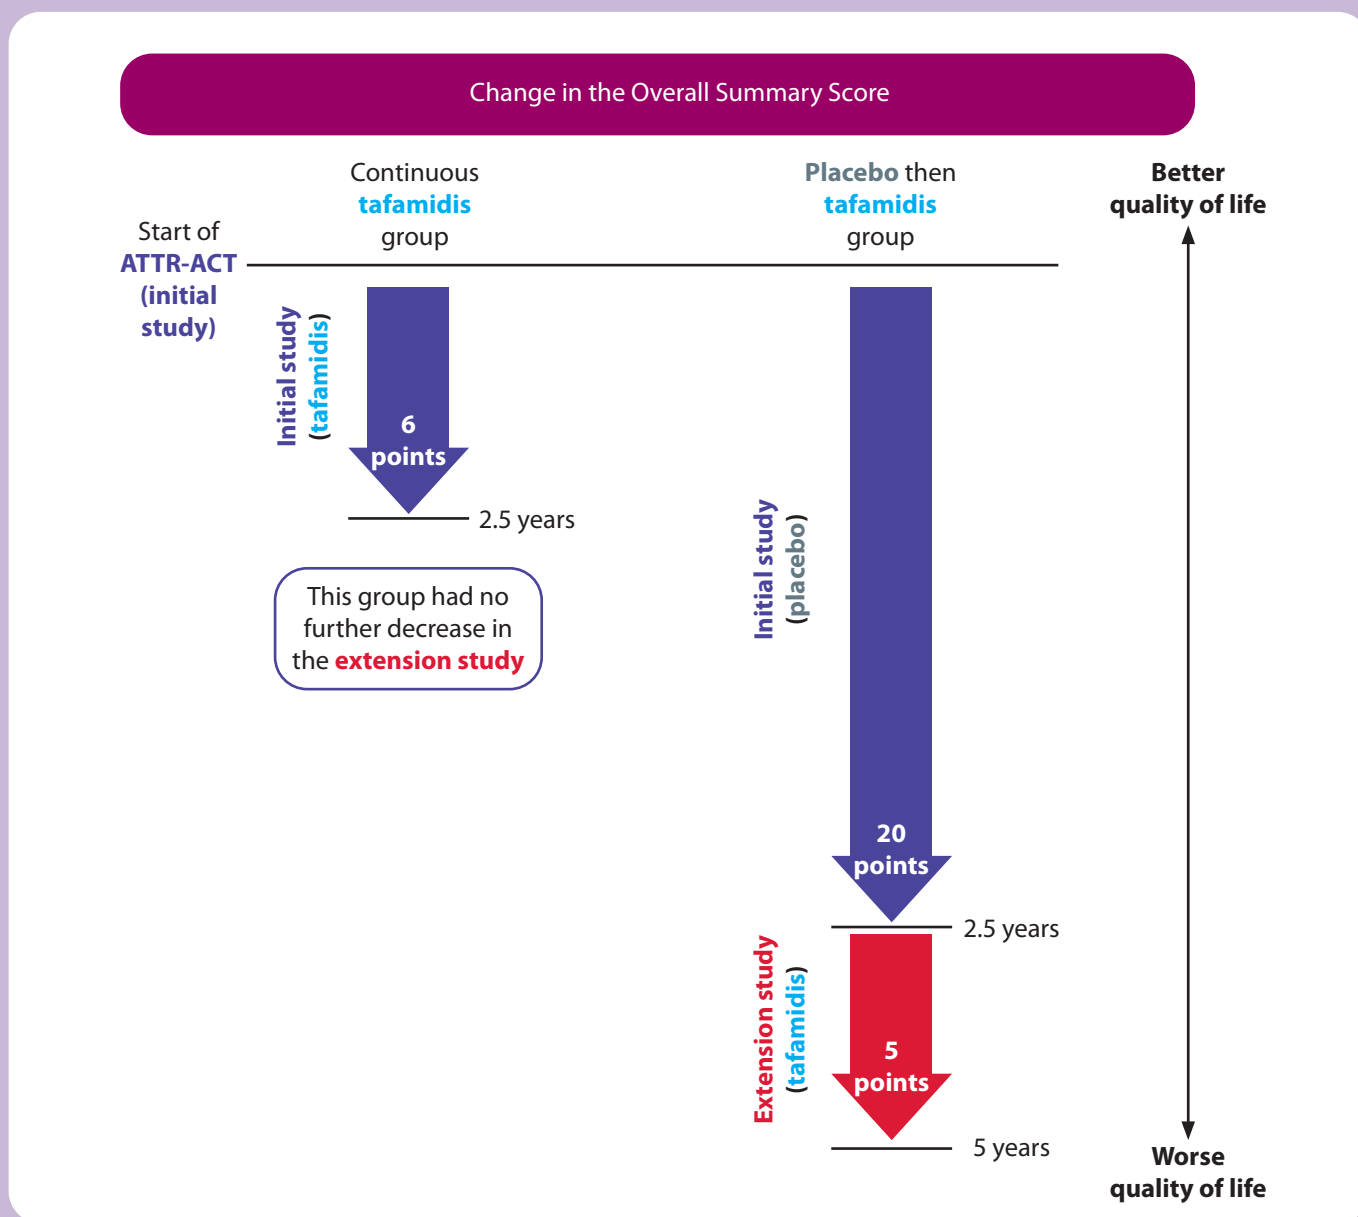 Change in the Overall Summary Score
Continuous
tafamidis
group
Placebo then
tafamidis
group
Better
quality of life
Start of
ATTR-ACT
(initial
study)
Initial study
(tafamidis)
6
points
2.5 years
This group had no
further decrease in
the extension study
Initial study
(placebo)
20
points
2.5 years
Extension study
(tafamidis)
5
points
5 years
Worse
quality of life